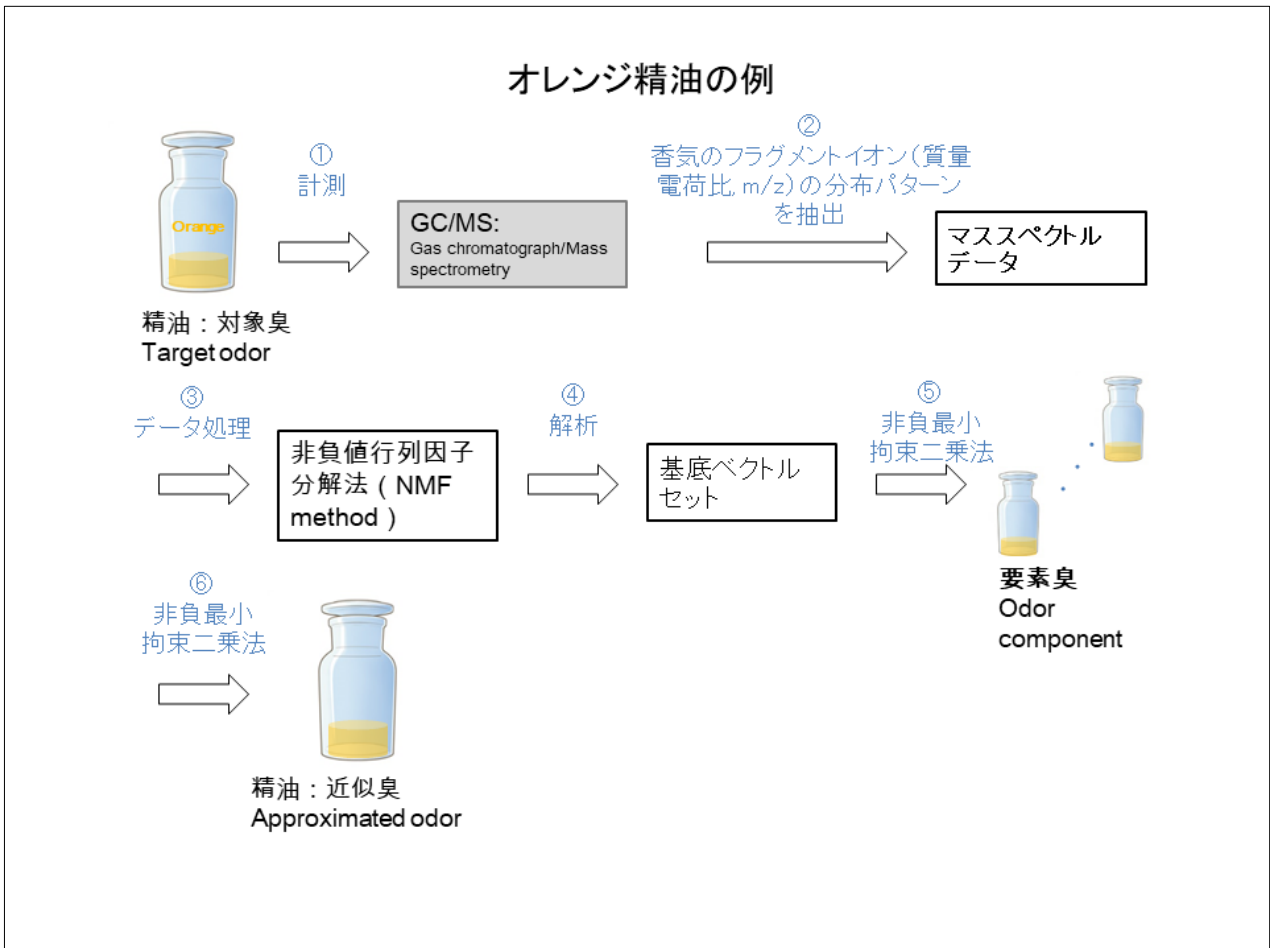 オレンジ精油の例
Orange
①
計測
GC/MS:
Gas chromatograph/Mass
spectrometry
②
香気のフラグメントイオン(質量
電荷比, m/z)の分布パターン
を抽出
マススペクトル
データ
精油：対象臭
Target odor
③
データ処理
非負値行列因子
分解法（NMF
method）
④
解析
基底ベクトル
セット
⑤
非負最小
拘束二乗法
要素臭
Odor
component
⑥
非負最小
拘束二乗法
精油：近似臭
Approximated odor